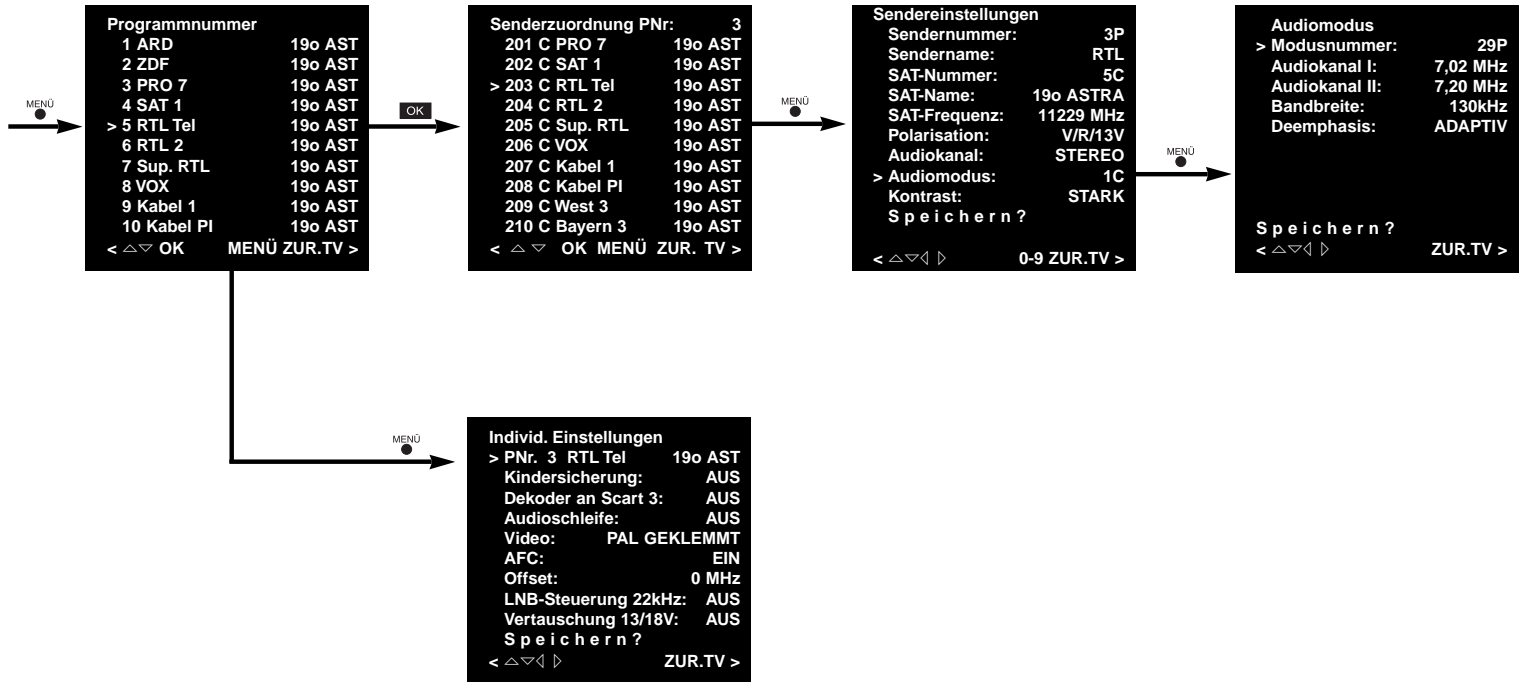 MENÜ
Programmnummer
1 ARD 19o AST
2 ZDF 19o AST
3 PRO 7 19o AST
4 SAT 1 19o AST
> 5 RTL Tel 19o AST
6 RTL 2 19o AST
7 Sup. RTL 19o AST
8 VOX 19o AST
9 Kabel 1 19o AST
10 Kabel Pl 19o AST
< △▽ OK MENÜ ZUR.TV >
OK
Senderzuordnung PNr: 3
201 C PRO 7 19o AST
202 C SAT 1 19o AST
> 203 C RTL Tel 19o AST
204 C RTL 2 19o AST
205 C Sup. RTL 19o AST
206 C VOX 19o AST
207 C Kabel 1 19o AST
208 C Kabel Pl 19o AST
209 C West 3 19o AST
210 C Bayern 3 19o AST
< △ ▽ OK MENÜ ZUR. TV >
MENÜ
Sendereinstellungen
Sendernummer: 3P
Sendername: RTL
SAT-Nummer: 5C
SAT-Name: 19o ASTRA
SAT-Frequenz: 11229 MHz
Polarisation: V/R/13V
Audiokanal: STEREO
> Audiomodus: 1C
Kontrast: STARK
Speichern?
< △▽◁ ▷ 0-9 ZUR.TV >
MENÜ
Audiomodus
> Modusnummer: 29P
Audiokanal I: 7,02 MHz
Audiokanal II: 7,20 MHz
Bandbreite: 130kHz
Deemphasis: ADAPTIV
Speichern?
< △▽◁ ▷ ZUR.TV >
MENÜ
Individ. Einstellungen
> PNr. 3 RTL Tel 19o AST
Kindersicherung: AUS
Dekoder an Scart 3: AUS
Audioschleife: AUS
Video: PAL GEKLEMMT
AFC: EIN
Offset: 0 MHz
LNB-Steuerung 22kHz: AUS
Vertauschung 13/18V: AUS
Speichern?
< △▽◁ ▷ ZUR.TV >